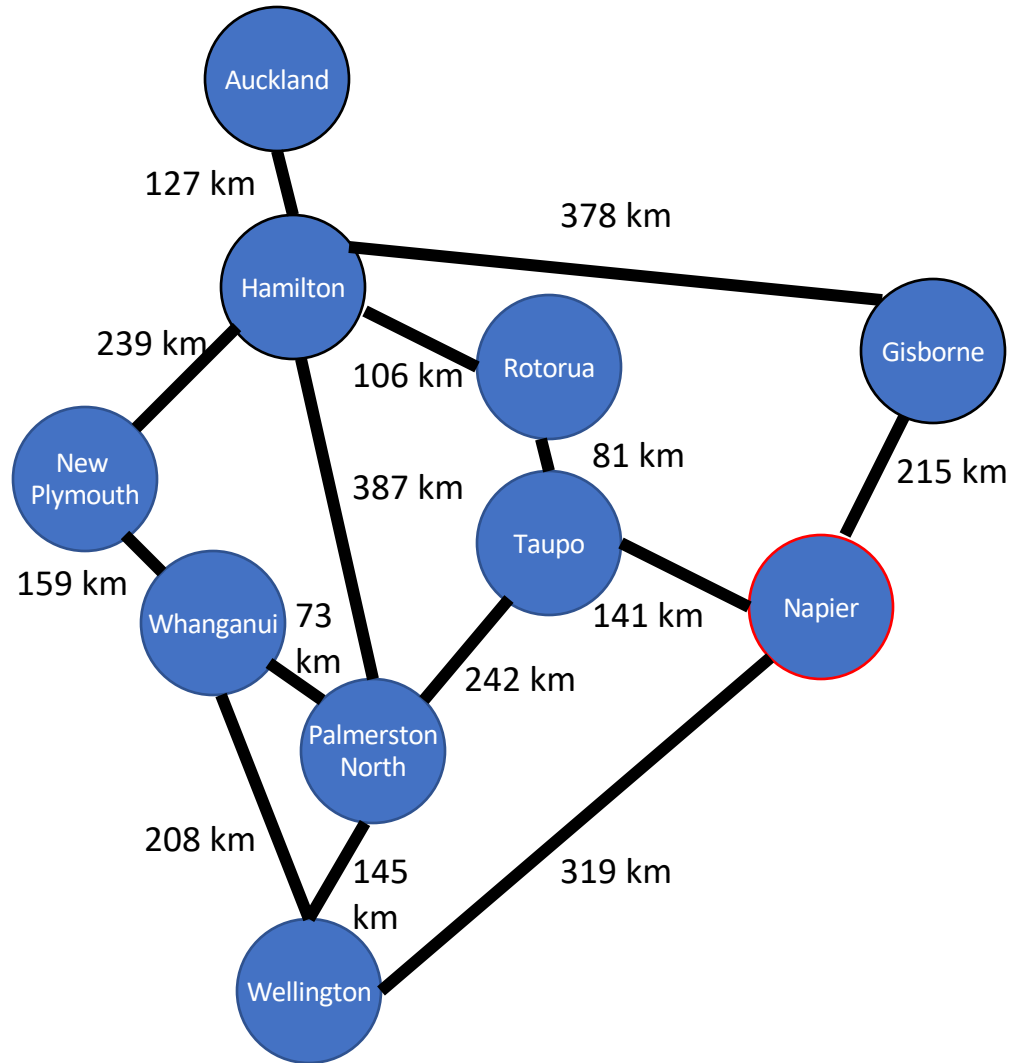 Auckland
127 km
378 km
Hamilton
Gisborne
239 km
106 km
Rotorua
New
Plymouth
387 km
81 km
215 km
Taupo
159 km
Whanganui
73
km
141 km
Napier
242 km
Palmerston
North
208 km
145
km
319 km
Wellington